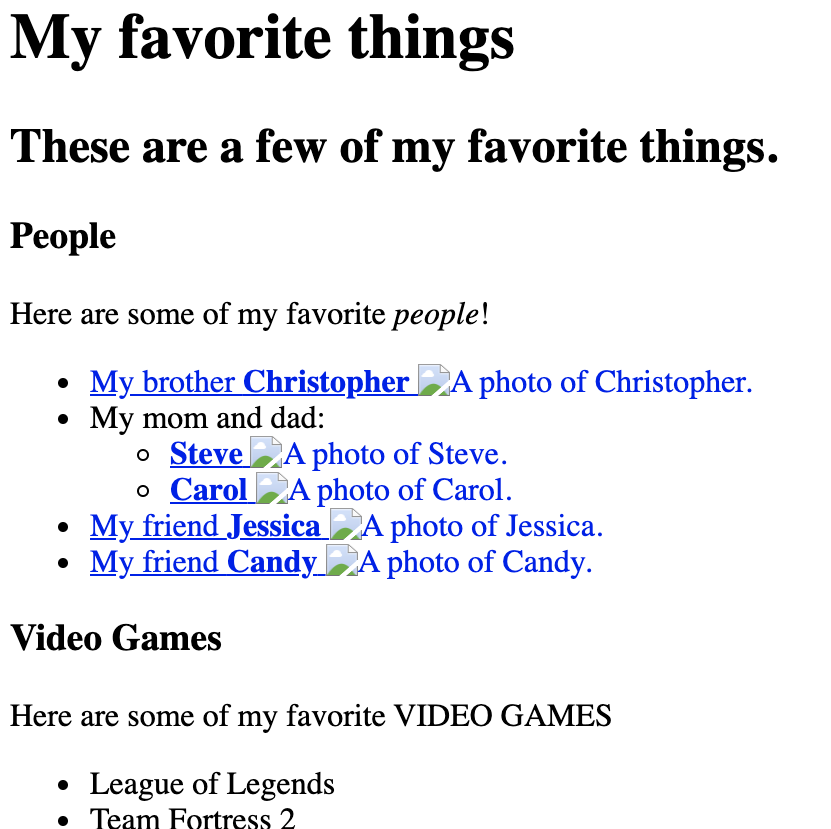 My favorite things
These are a few of my favorite things.
People
Here are some of my favorite people!
My brother Christopher A photo of Christopher.
My mom and dad:
Steve A photo of Steve.
Carol A photo of Carol.
My friend Jessica A photo of Jessica.
My friend Candy A photo of Candy.
Video Games
Here are some of my favorite VIDEO GAMES
League of Legends
Team Fortress 2